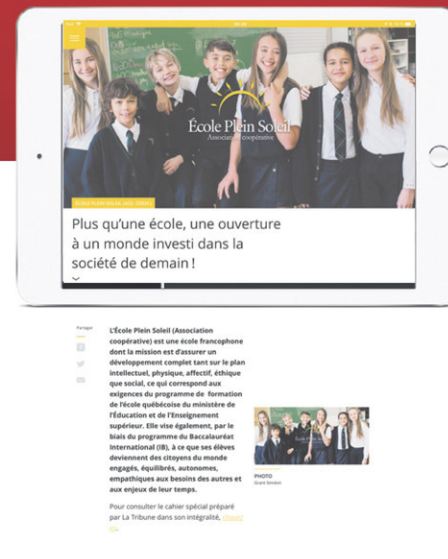 École Plein Soleil
Association coopérative
Plus qu'une école, une ouverture
à un monde investi dans la
société de demain !
Partager
L'École Plein Soleil (Association
coopérative) est une école francophone
dont la mission est d'assurer un
développement complet tant sur le plan
intellectuel, physique, affectif, éthique
que social, ce qui correspond aux
exigences du programme de formation
de l'école québécoise du ministère de
l'Éducation et de l'Enseignement
supérieur. Elle vise également, par le
biais du programme du Baccalauréat
International (IB), à ce que ses élèves
deviennent des citoyens du monde
engagés, équilibrés, autonomes,
empathiques aux besoins des autres et
aux enjeux de leur temps.
PHOTO
Pour consulter le cahier spécial préparé
par La Tribune dans son intégralité,